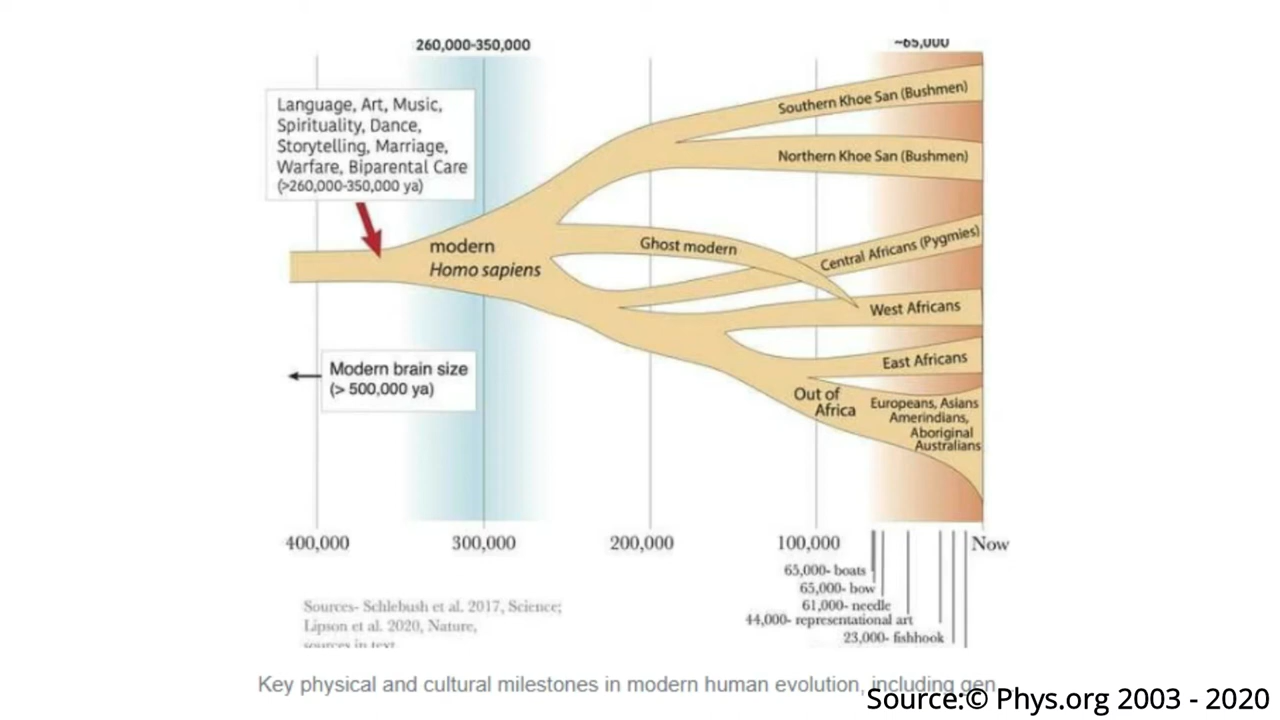 260,000-350,000
~65,000
Language, Art, Music,
Spirituality, Dance,
Storytelling, Marriage,
Warfare, Biparental Care
(>260,000-350,000 ya)
Southern Khoe San (Bushmen)
Northern Khoe San (Bushmen)
modern
Homo sapiens
Ghost modern
Central Africans (Pygmies)
West Africans
East Africans
Modern brain size
(> 500,000 ya)
Out of
Africa
Europeans, Asians
Amerindians,
Aboriginal
Australians
400,000
300,000
200,000
100,000
Now
65,000- boats
65,000- bow
61,000- needle
44,000- representational art
23,000- fishhook
Sources- Schlebush et al. 2017, Science;
Lipson et al. 2020, Nature,
sources in text
Key physical and cultural milestones in modern human evolution, including gen
Source:© Phys.org 2003 - 2020